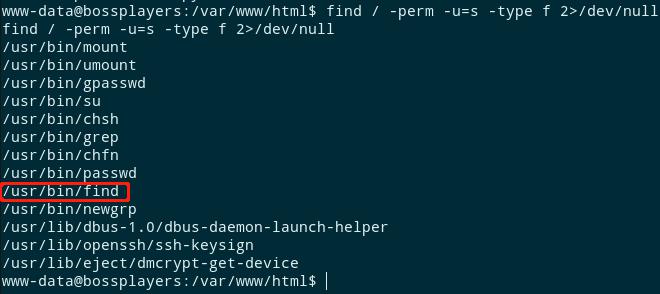 www-data@bossplayers:/var/www/html$ find / -perm -u=s -type f 2>/dev/null
find / -perm -u=s -type f 2>/dev/null
/usr/bin/mount
/usr/bin/umount
/usr/bin/gpasswd
/usr/bin/su
/usr/bin/chsh
/usr/bin/grep
/usr/bin/chfn
/usr/bin/passwd
/usr/bin/find
/usr/bin/newgrp
/usr/lib/dbus-1.0/dbus-daemon-launch-helper
/usr/lib/openssh/ssh-keysign
/usr/lib/eject/dmcrypt-get-device
www-data@bossplayers:/var/www/html$